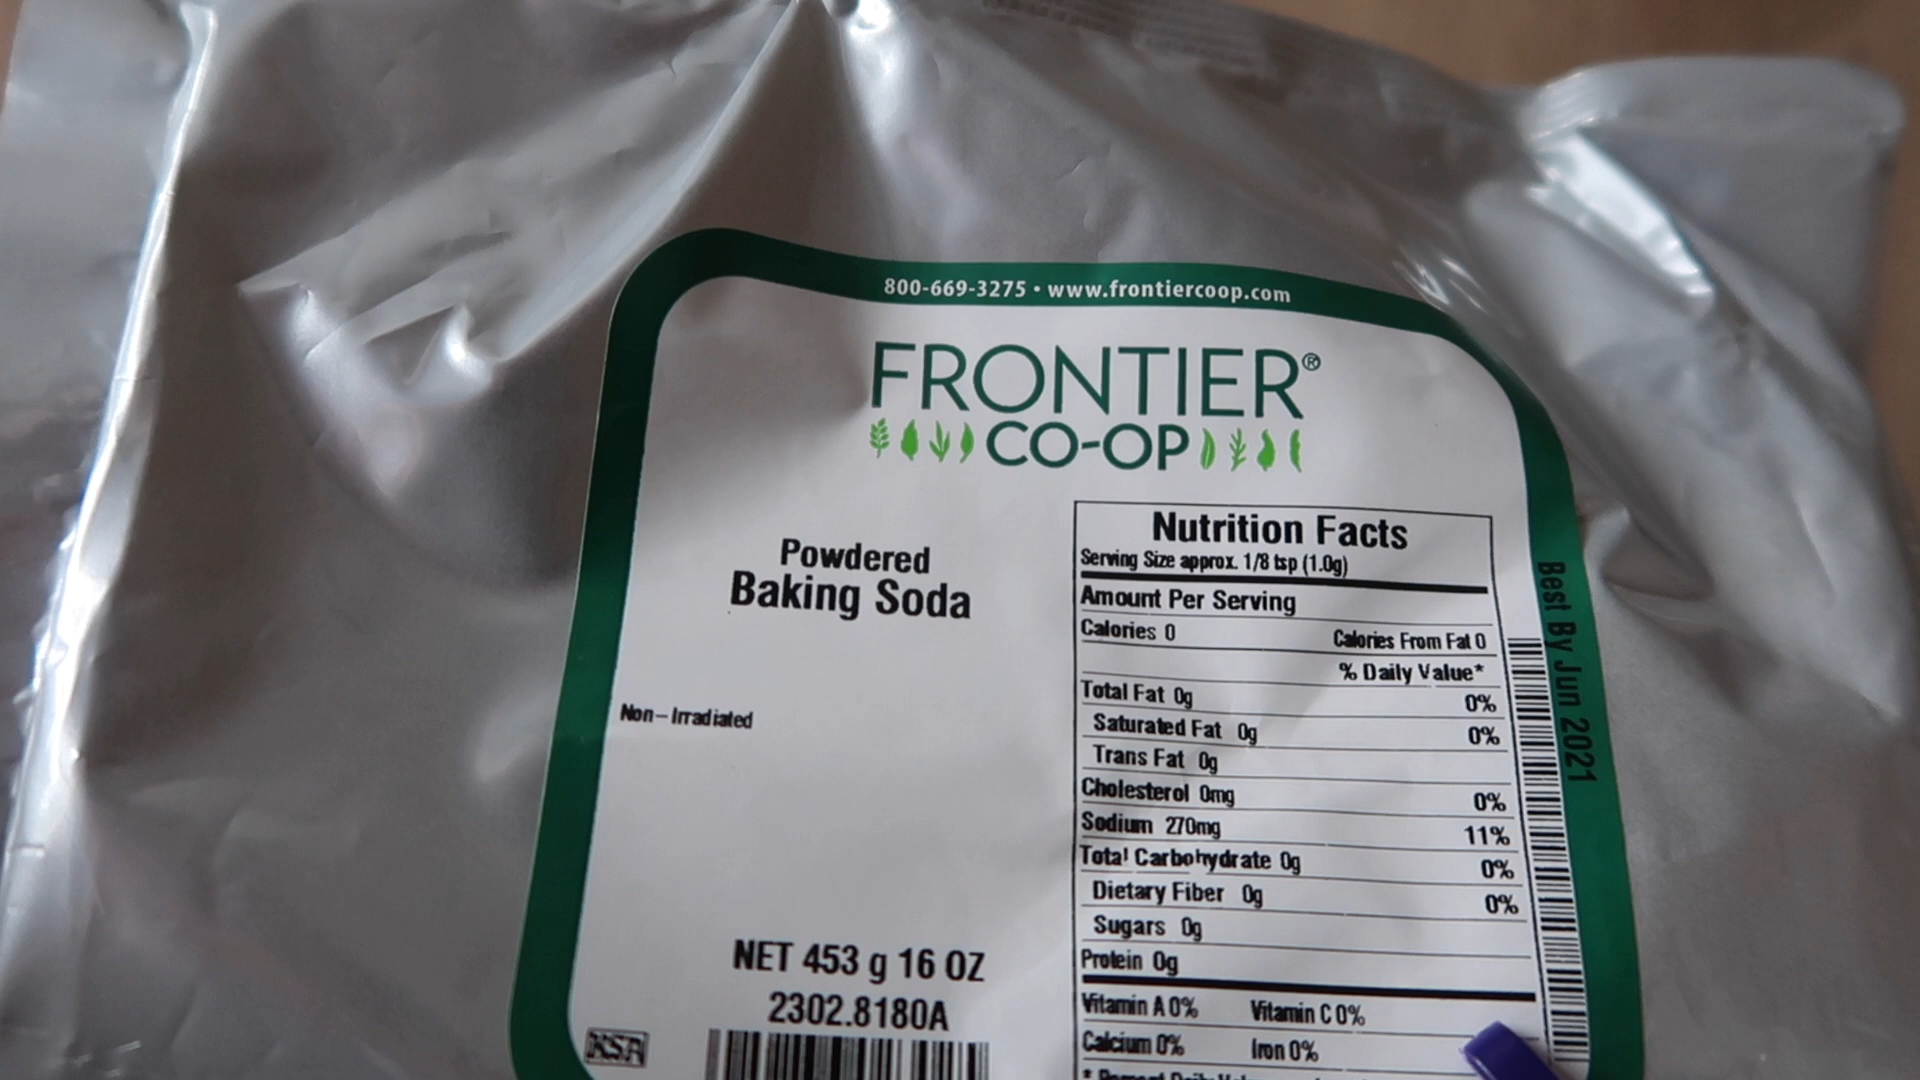 800-669-3275 • www.frontiercoop.com
FRONTIER®
CO-OP
Powdered
Baking Soda
Non-Irradiated
NET 453 g 16 OZ
2302.8180A
KSA
Nutrition Facts
Serving Size approx. 1/8 tsp (1.0g)
Amount Per Serving
Calories 0 Calories From Fat 0
% Daily Value*
Total Fat 0g 0%
Saturated Fat 0g 0%
Trans Fat 0g
Cholesterol 0mg 0%
Sodium 270mg 11%
Total Carbohydrate 0g 0%
Dietary Fiber 0g 0%
Sugars 0g
Protein 0g
Vitamin A 0% Vitamin C 0%
Calcium 0% Iron 0%
Best By Jun 2021